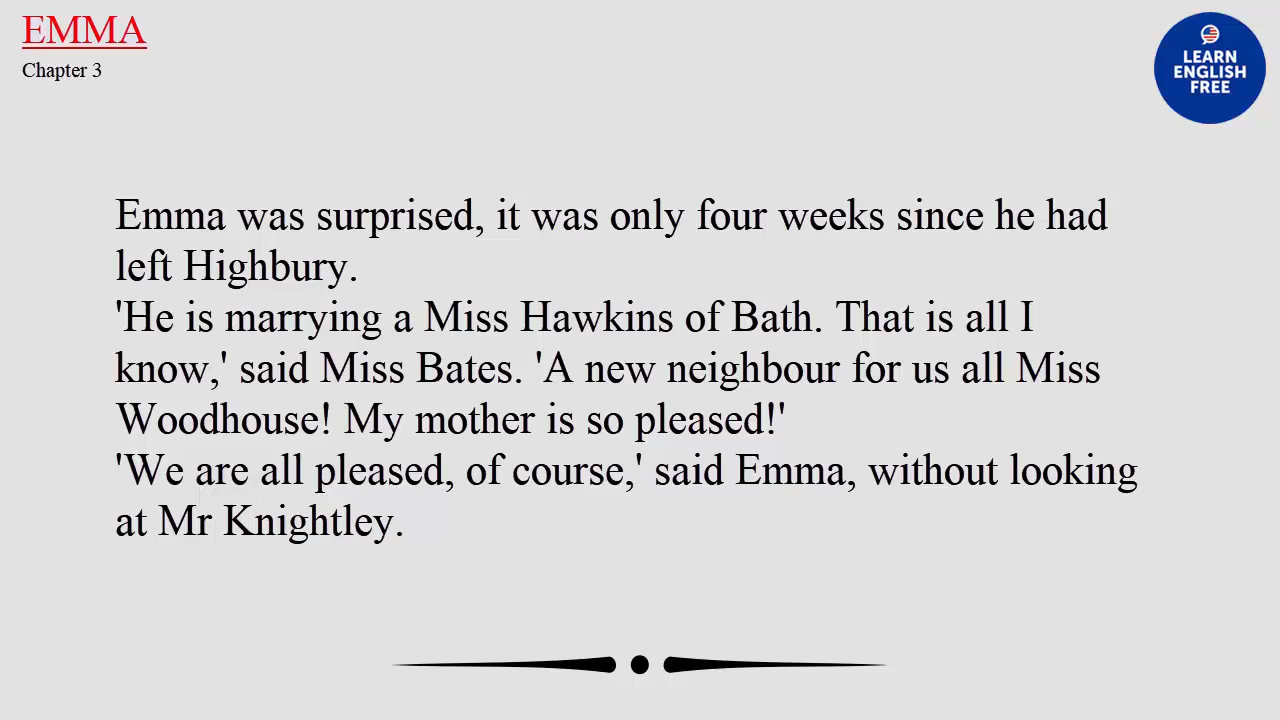 EMMA
Chapter 3
LEARN
ENGLISH
FREE
Emma was surprised, it was only four weeks since he had
left Highbury.
'He is marrying a Miss Hawkins of Bath. That is all I
know,' said Miss Bates. 'A new neighbour for us all Miss
Woodhouse! My mother is so pleased!'
'We are all pleased, of course,' said Emma, without looking
at Mr Knightley.